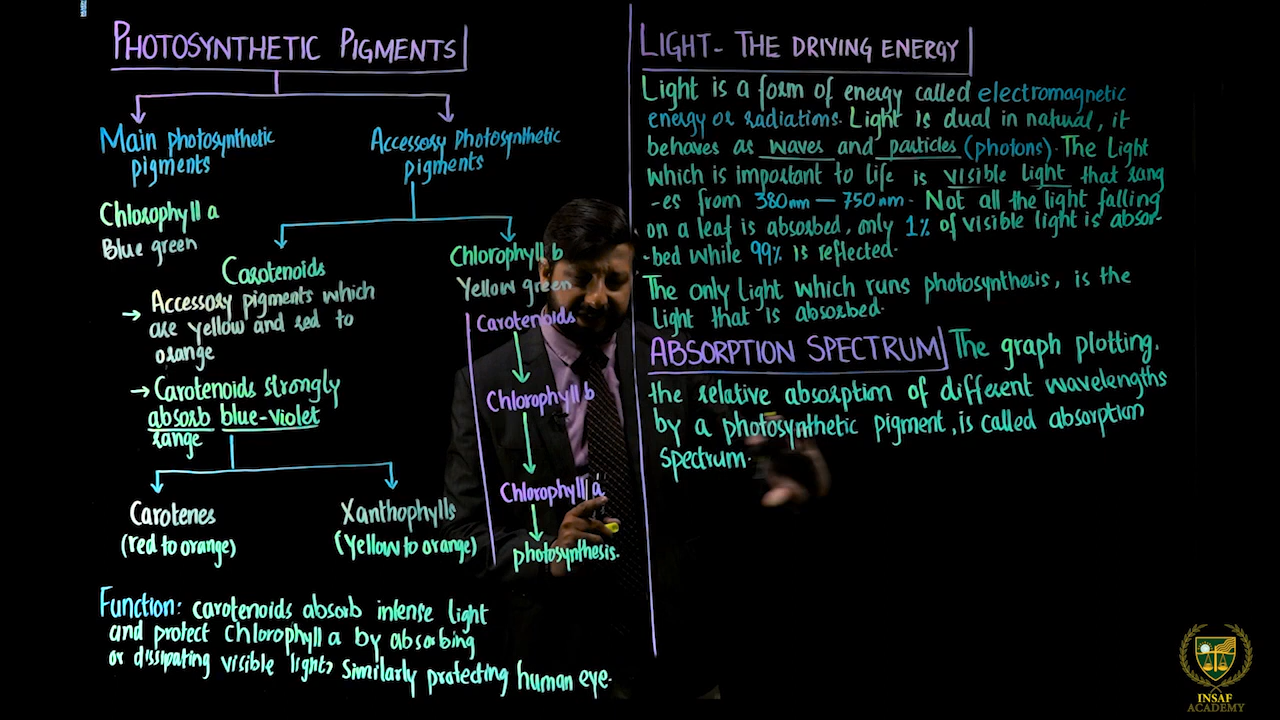 PHOTOSYNTHETIC PIGMENTS
Main photosynthetic
pigments
Chlorophyll a
Blue green
Accessory Photosynthetic
pigments
Carotenoids
→ Accessory pigments which
are yellow and red to
orange
→ Carotenoids strongly
absorb blue-violet
range
Carotenes
(red to orange)
Xanthophylls
(Yellow to orange)
Chlorophyll b
Yellow green
Carotenoids
Chlorophyll b
Chlorophyll a
photosynthesis.
Function: carotenoids absorb intense light
and protect Chlorophyll a by absorbing
or dissipating visible light, Similarly protecting human eye.
LIGHT- THE DRIVING ENERGY
Light is a form of energy called electromagnetic
energy or radiations. Light is dual in natural, it
behaves as waves and particles (photons). The Light
which is important to life is visible Light that rang
-es from 380nm — 750nm. Not all the light falling
on a leaf is absorbed, only 1% of visible light is absor-
-bed while 99% is reflected.
The only Light which runs photosynthesis, is the
light that is absorbed.
ABSORPTION SPECTRUM The graph plotting,
the relative absorption of different wavelengths
by a photosynthetic pigment, is called absorption
spectrum.
INSAF
ACADEMY